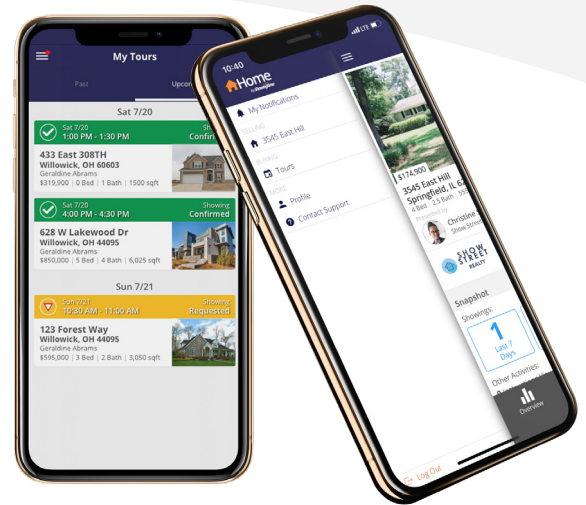 My Tours
Past
Sat 7/20
Sat 7/20
1:00 PM - 1:30 PM
433 East 308TH
Willowick, OH 60603
Geraldine Abrams
$319,900 | 0 Bed | 1 Bath | 1500 sqft
Sat 7/20 Showing
4:00 PM - 4:30 PM Confirmed
628 W Lakewood Dr
Willowick, OH 44095
Geraldine Abrams
$850,000 | 5 Bed | 4 Bath | 6,025 sqft
Sun 7/21
Sun 7/21 Showing
10:30 AM - 11:00 AM Requested
123 Forest Way
Willowick, OH 44095
Geraldine Abrams
$595,000 | 3 Bed | 2 Bath | 3,050 sqft
10:40
LTE
Home
My Notifications
SELLING
3545 East Hill
BUYING
Tours
MORE
Profile
Contact Support
Log Out
$174,900
3545 East Hill
Springfield, IL
4 Bed | 2.5 Bath
Presented by
Christine
Show Street
SHOW
STREET
REALTY
Snapshot
Showings:
1
Last 7
Days
Other Activities:
Overview